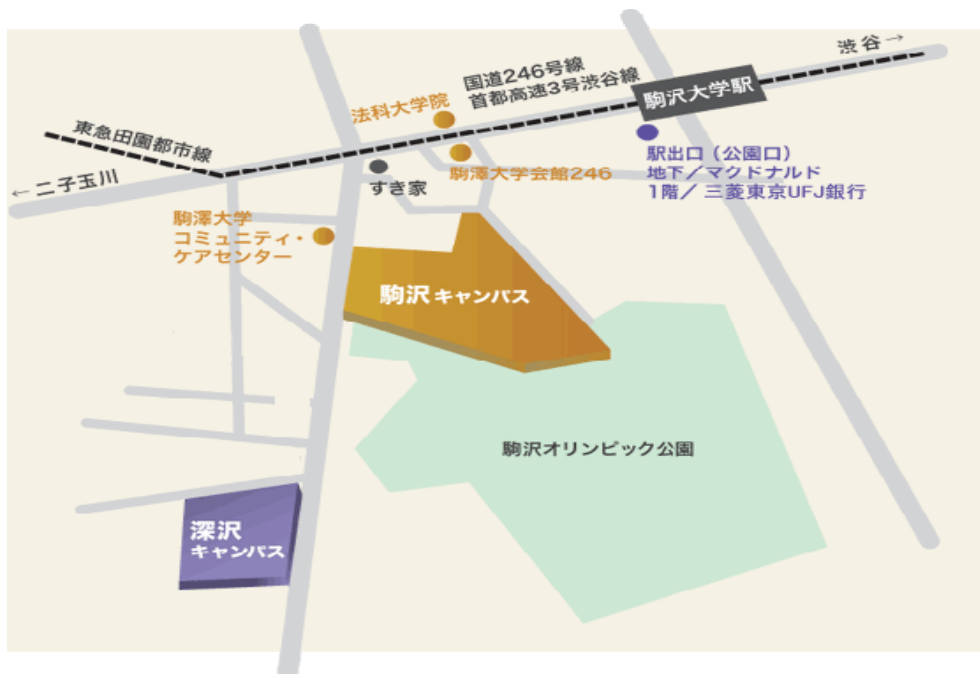 渋谷→
国道246号線
首都高速3号渋谷線
駒沢大学駅
法科大学院
東急田園都市線
←二子玉川
すき家
駒澤大学会館246
駅出口（公園口）
地下／マクドナルド
1階／三菱東京UFJ銀行
駒澤大学
コミュニティ・
ケアセンター
駒沢キャンパス
駒沢オリンピック公園
深沢
キャンパス